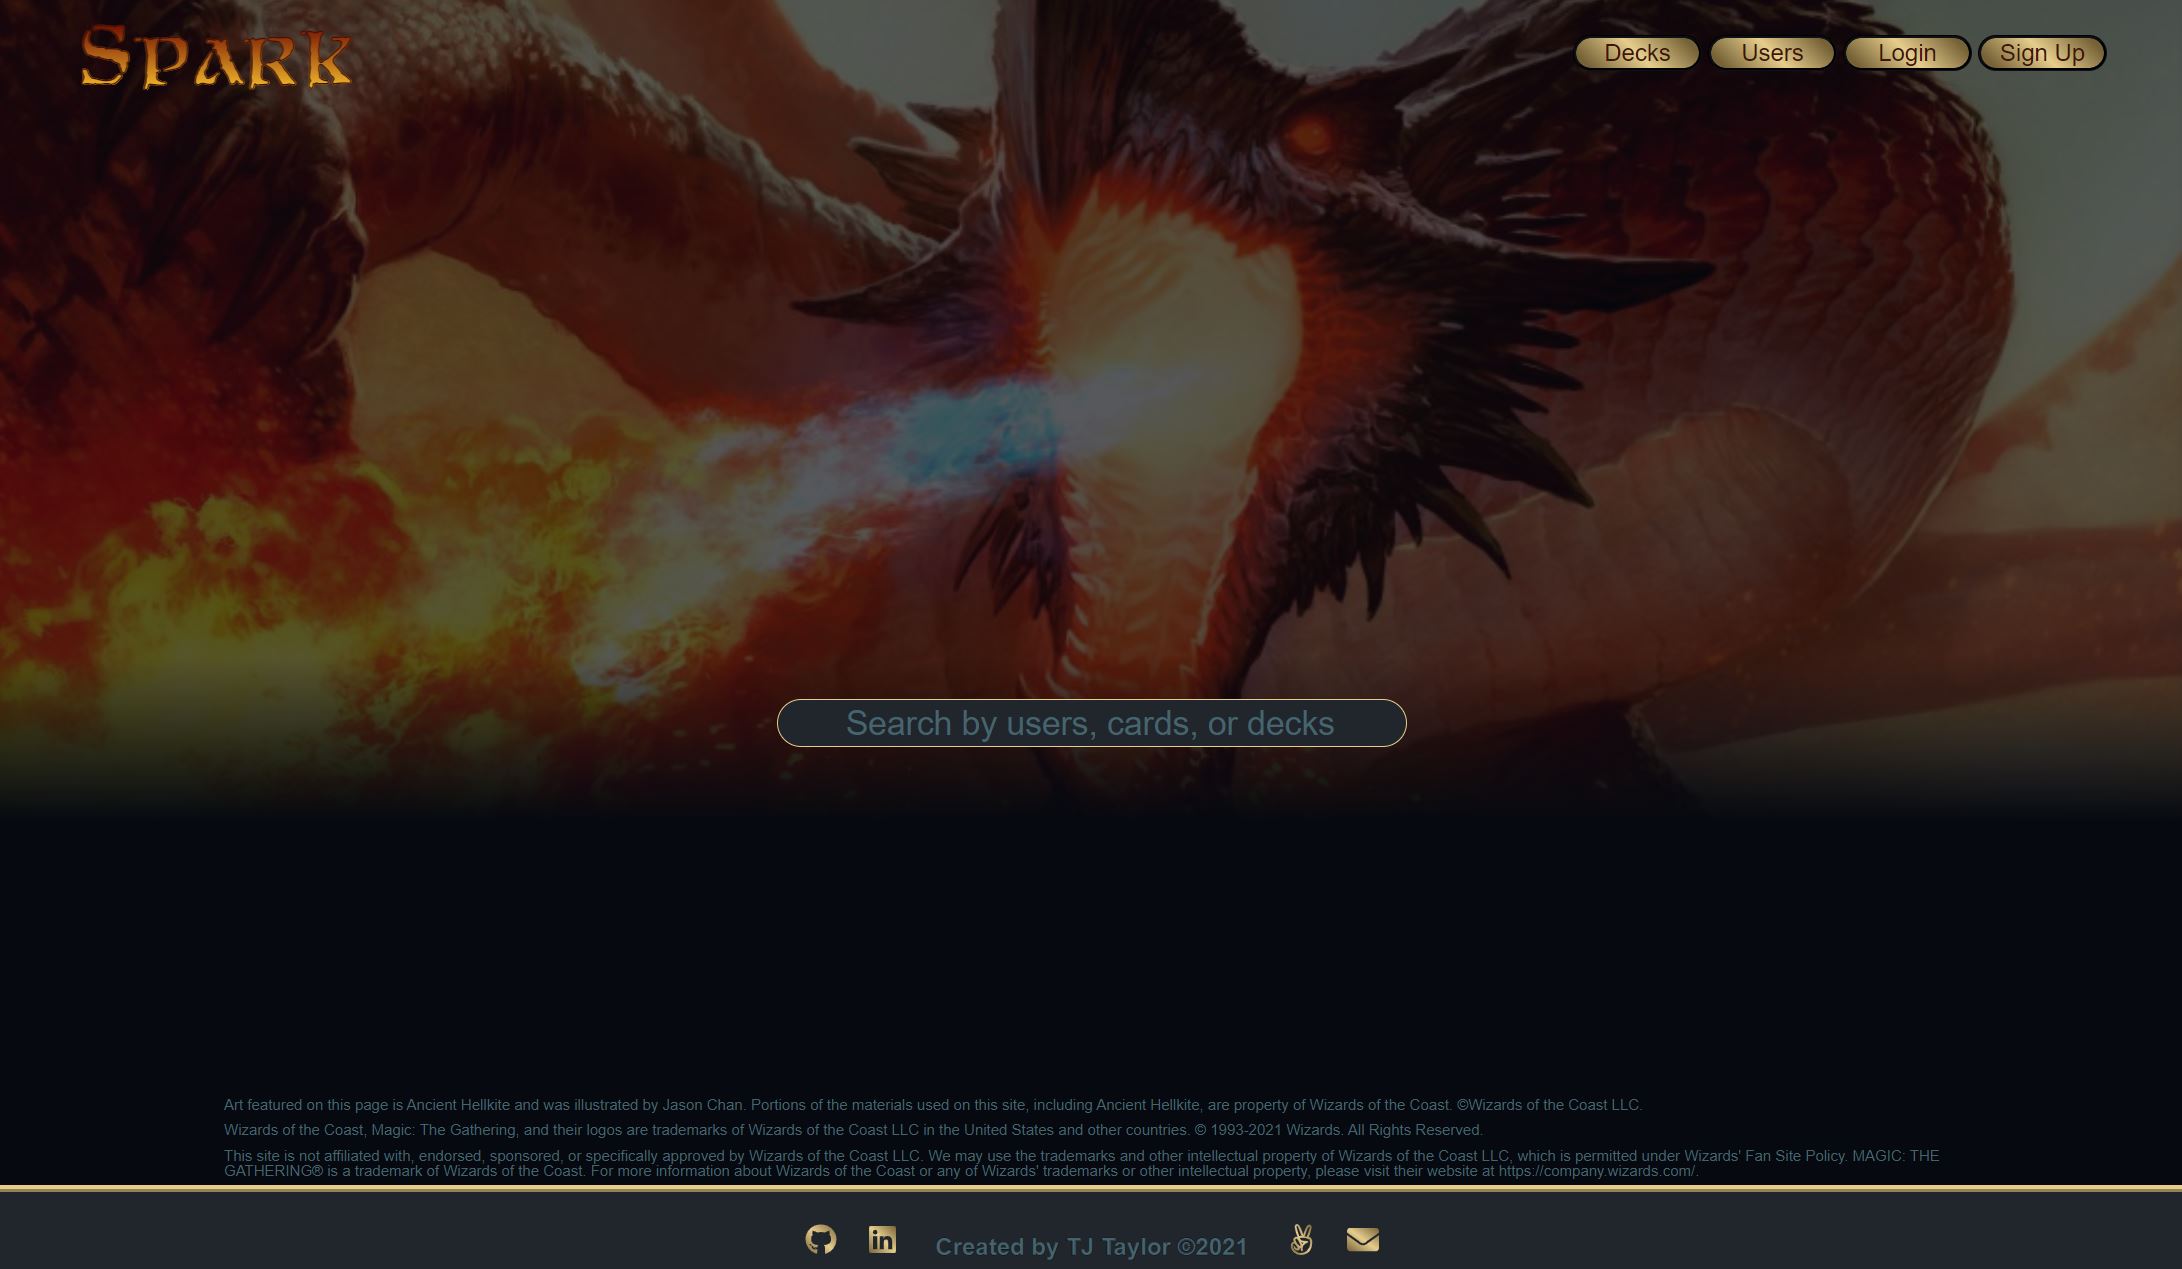 Spark
Decks
Users
Login
Sign Up
Search by users, cards, or decks
Art featured on this page is Ancient Hellkite and was illustrated by Jason Chan. Portions of the materials used on this site, including Ancient Hellkite, are property of Wizards of the Coast. ©Wizards of the Coast LLC.
Wizards of the Coast, Magic: The Gathering, and their logos are trademarks of Wizards of the Coast LLC in the United States and other countries. © 1993-2021 Wizards. All Rights Reserved.
This site is not affiliated with, endorsed, sponsored, or specifically approved by Wizards of the Coast LLC. We may use the trademarks and other intellectual property of Wizards of the Coast LLC, which is permitted under Wizards' Fan Site Policy. MAGIC: THE
GATHERING® is a trademark of Wizards of the Coast. For more information about Wizards of the Coast or any of Wizards' trademarks or other intellectual property, please visit their website at https://company.wizards.com/.
in
Created by TJ Taylor ©2021